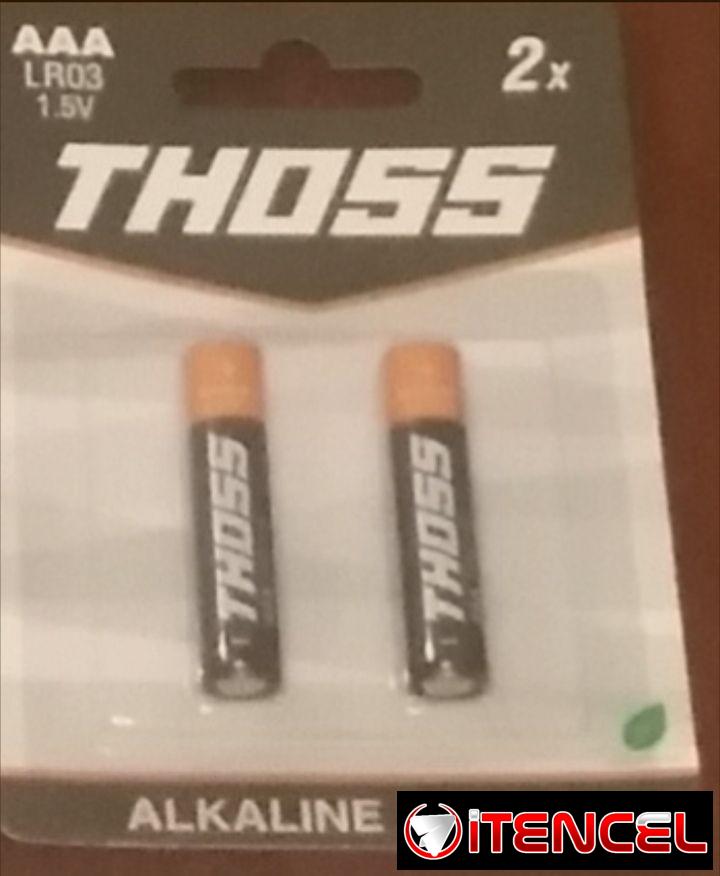 AAA
LR03
1.5V
2x
THOSS
THOSS
THOSS
ALKALINE
iTENCEL